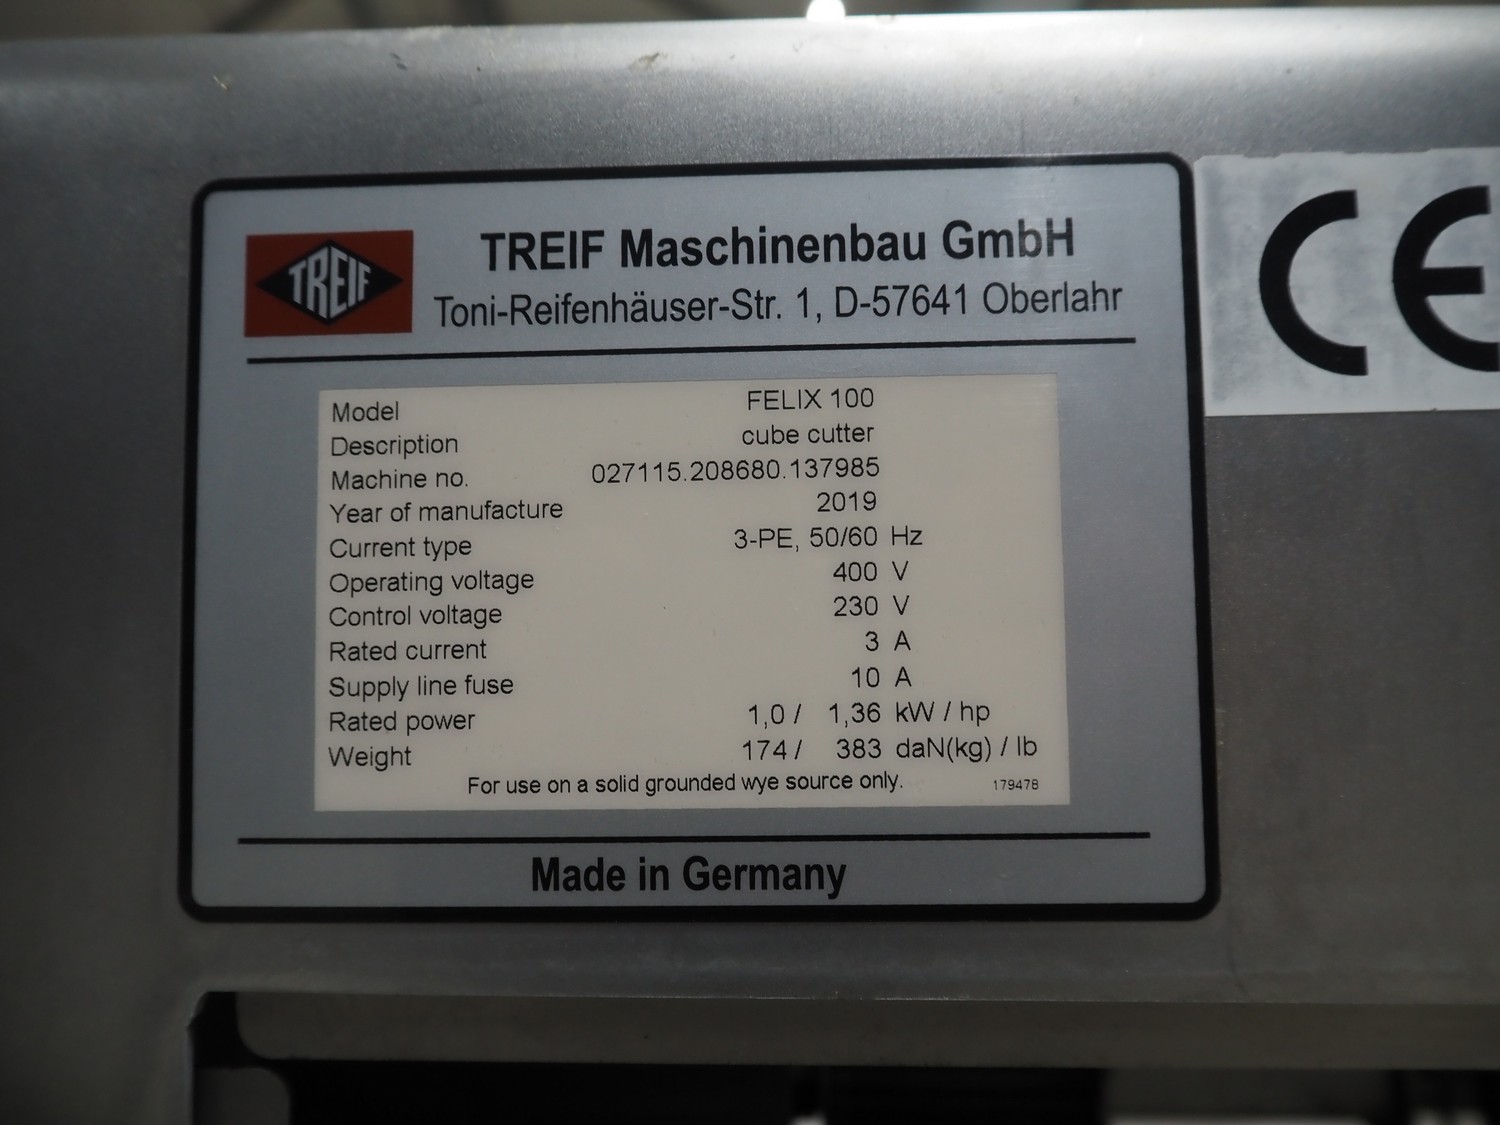 TREIF
TREIF Maschinenbau GmbH
Toni-Reifenhäuser-Str. 1, D-57641 Oberlahr
Model FELIX 100
Description cube cutter
Machine no. 027115.208680.137985
Year of manufacture 2019
Current type 3-PE, 50/60 Hz
Operating voltage 400 V
Control voltage 230 V
Rated current 3 A
Supply line fuse 10 A
Rated power 1,0 / 1,36 kW / hp
Weight 174 / 383 daN(kg) / lb
For use on a solid grounded wye source only. 179478
Made in Germany
CE